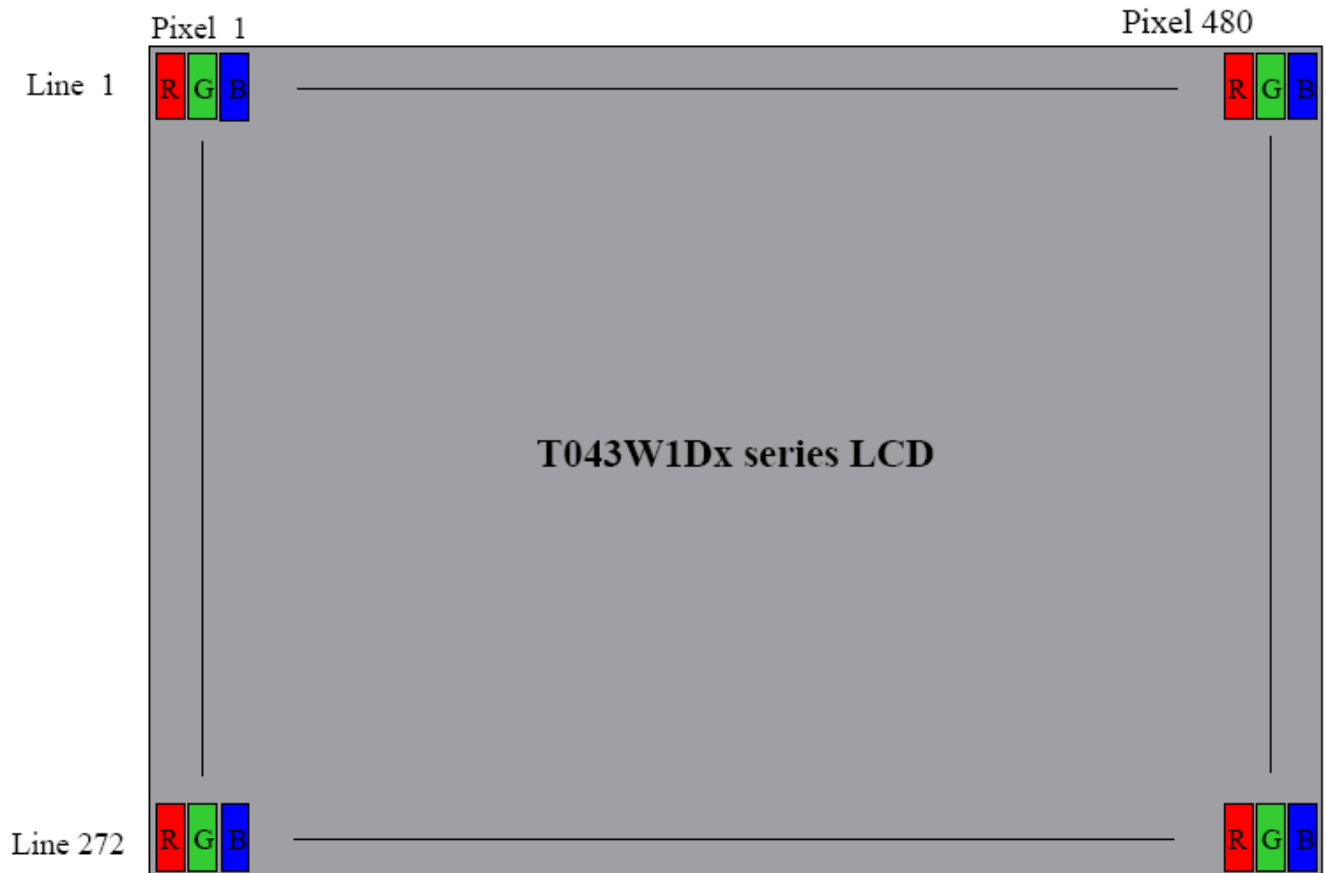 Pixel 1
Pixel 480
Line 1
R G B
R G B
T043W1Dx series LCD
Line 272
R G B
R G B